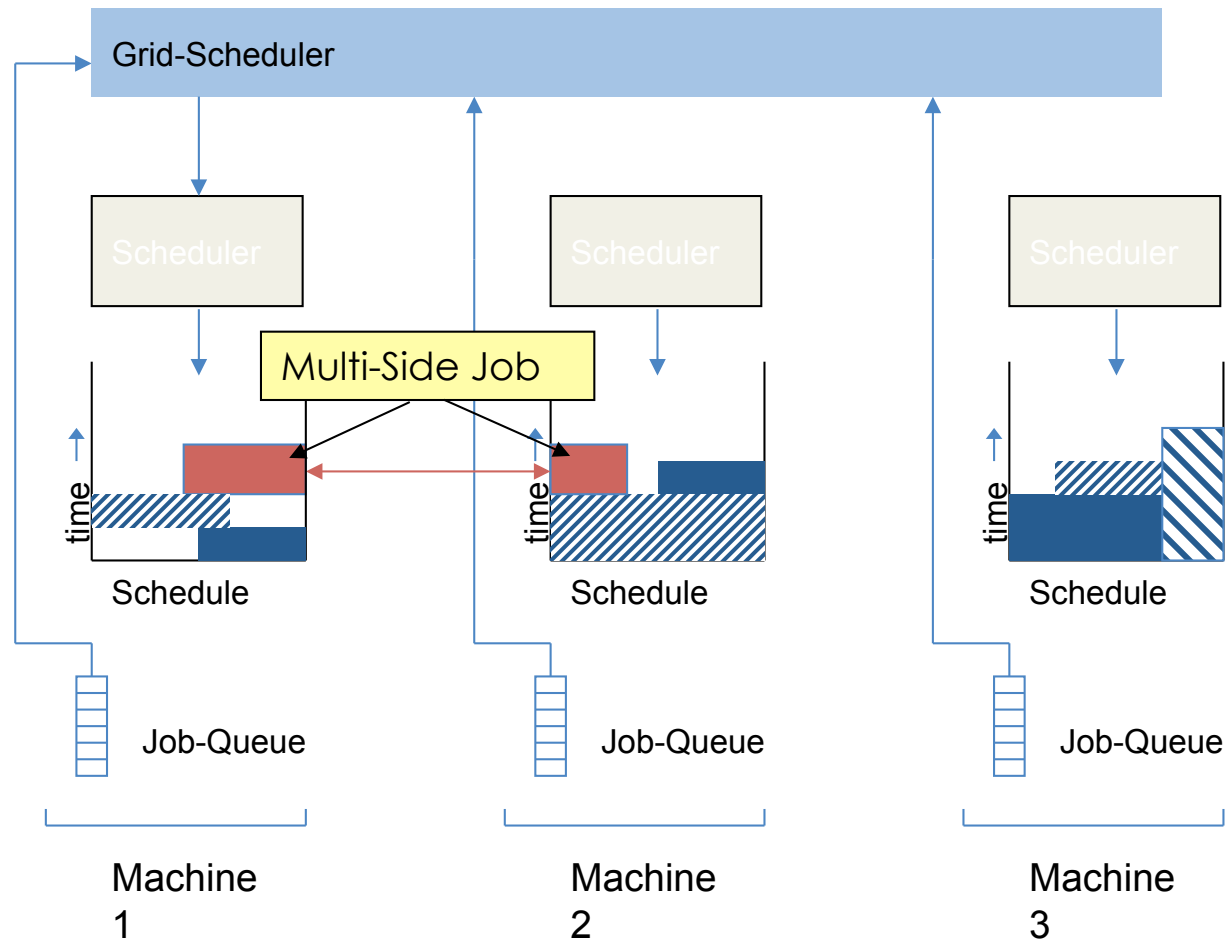 Grid-Scheduler
Scheduler
Scheduler
Scheduler
Multi-Side Job
time
time
time
Schedule
Schedule
Schedule
Job-Queue
Job-Queue
Job-Queue
Machine
1
Machine
2
Machine
3